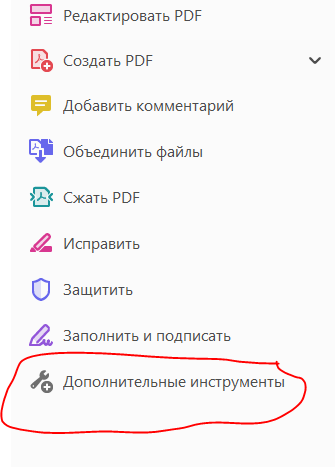 Редактировать PDF
Создать PDF
Добавить комментарий
Объединить файлы
Сжать PDF
Исправить
Защитить
Заполнить и подписать
Дополнительные инструменты